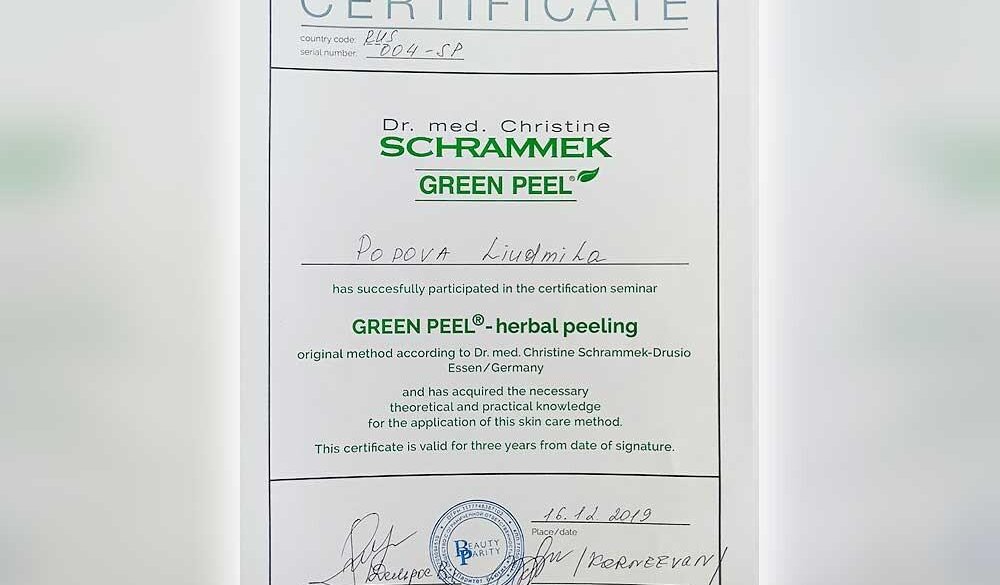 CERTIFICATE
country code: RUS
serial number: 004-SP
Dr. med. Christine
SCHRAMMEK
GREEN PEEL®
Popova Liudmila
has succesfully participated in the certification seminar
GREEN PEEL®-herbal peeling
original method according to Dr. med. Christine Schrammek-Drusio
Essen/Germany
and has acquired the necessary
theoretical and practical knowledge
for the application of this skin care method.
This certificate is valid for three years from date of signature.
16.12.2019
Place/date
BEAUTY
PARITY